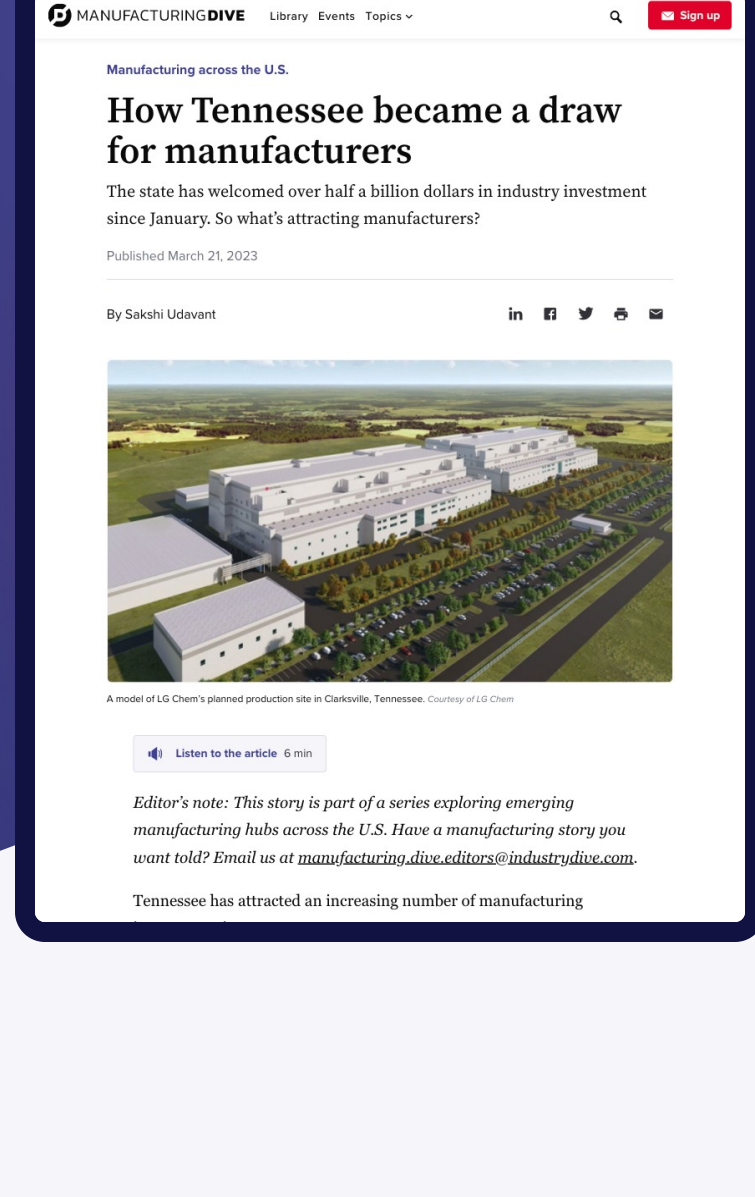 MANUFACTURING DIVE Library Events Topics Sign up
Manufacturing across the U.S.
How Tennessee became a draw
for manufacturers
The state has welcomed over half a billion dollars in industry investment
since January. So what's attracting manufacturers?
Published March 21, 2023
By Sakshi Udavant
A model of LG Chem's planned production site in Clarksville, Tennessee. Courtesy of LG Chem
Listen to the article 6 min
Editor's note: This story is part of a series exploring emerging
manufacturing hubs across the U.S. Have a manufacturing story you
want told? Email us at manufacturing.dive.editors@industrydive.com.
Tennessee has attracted an increasing number of manufacturing